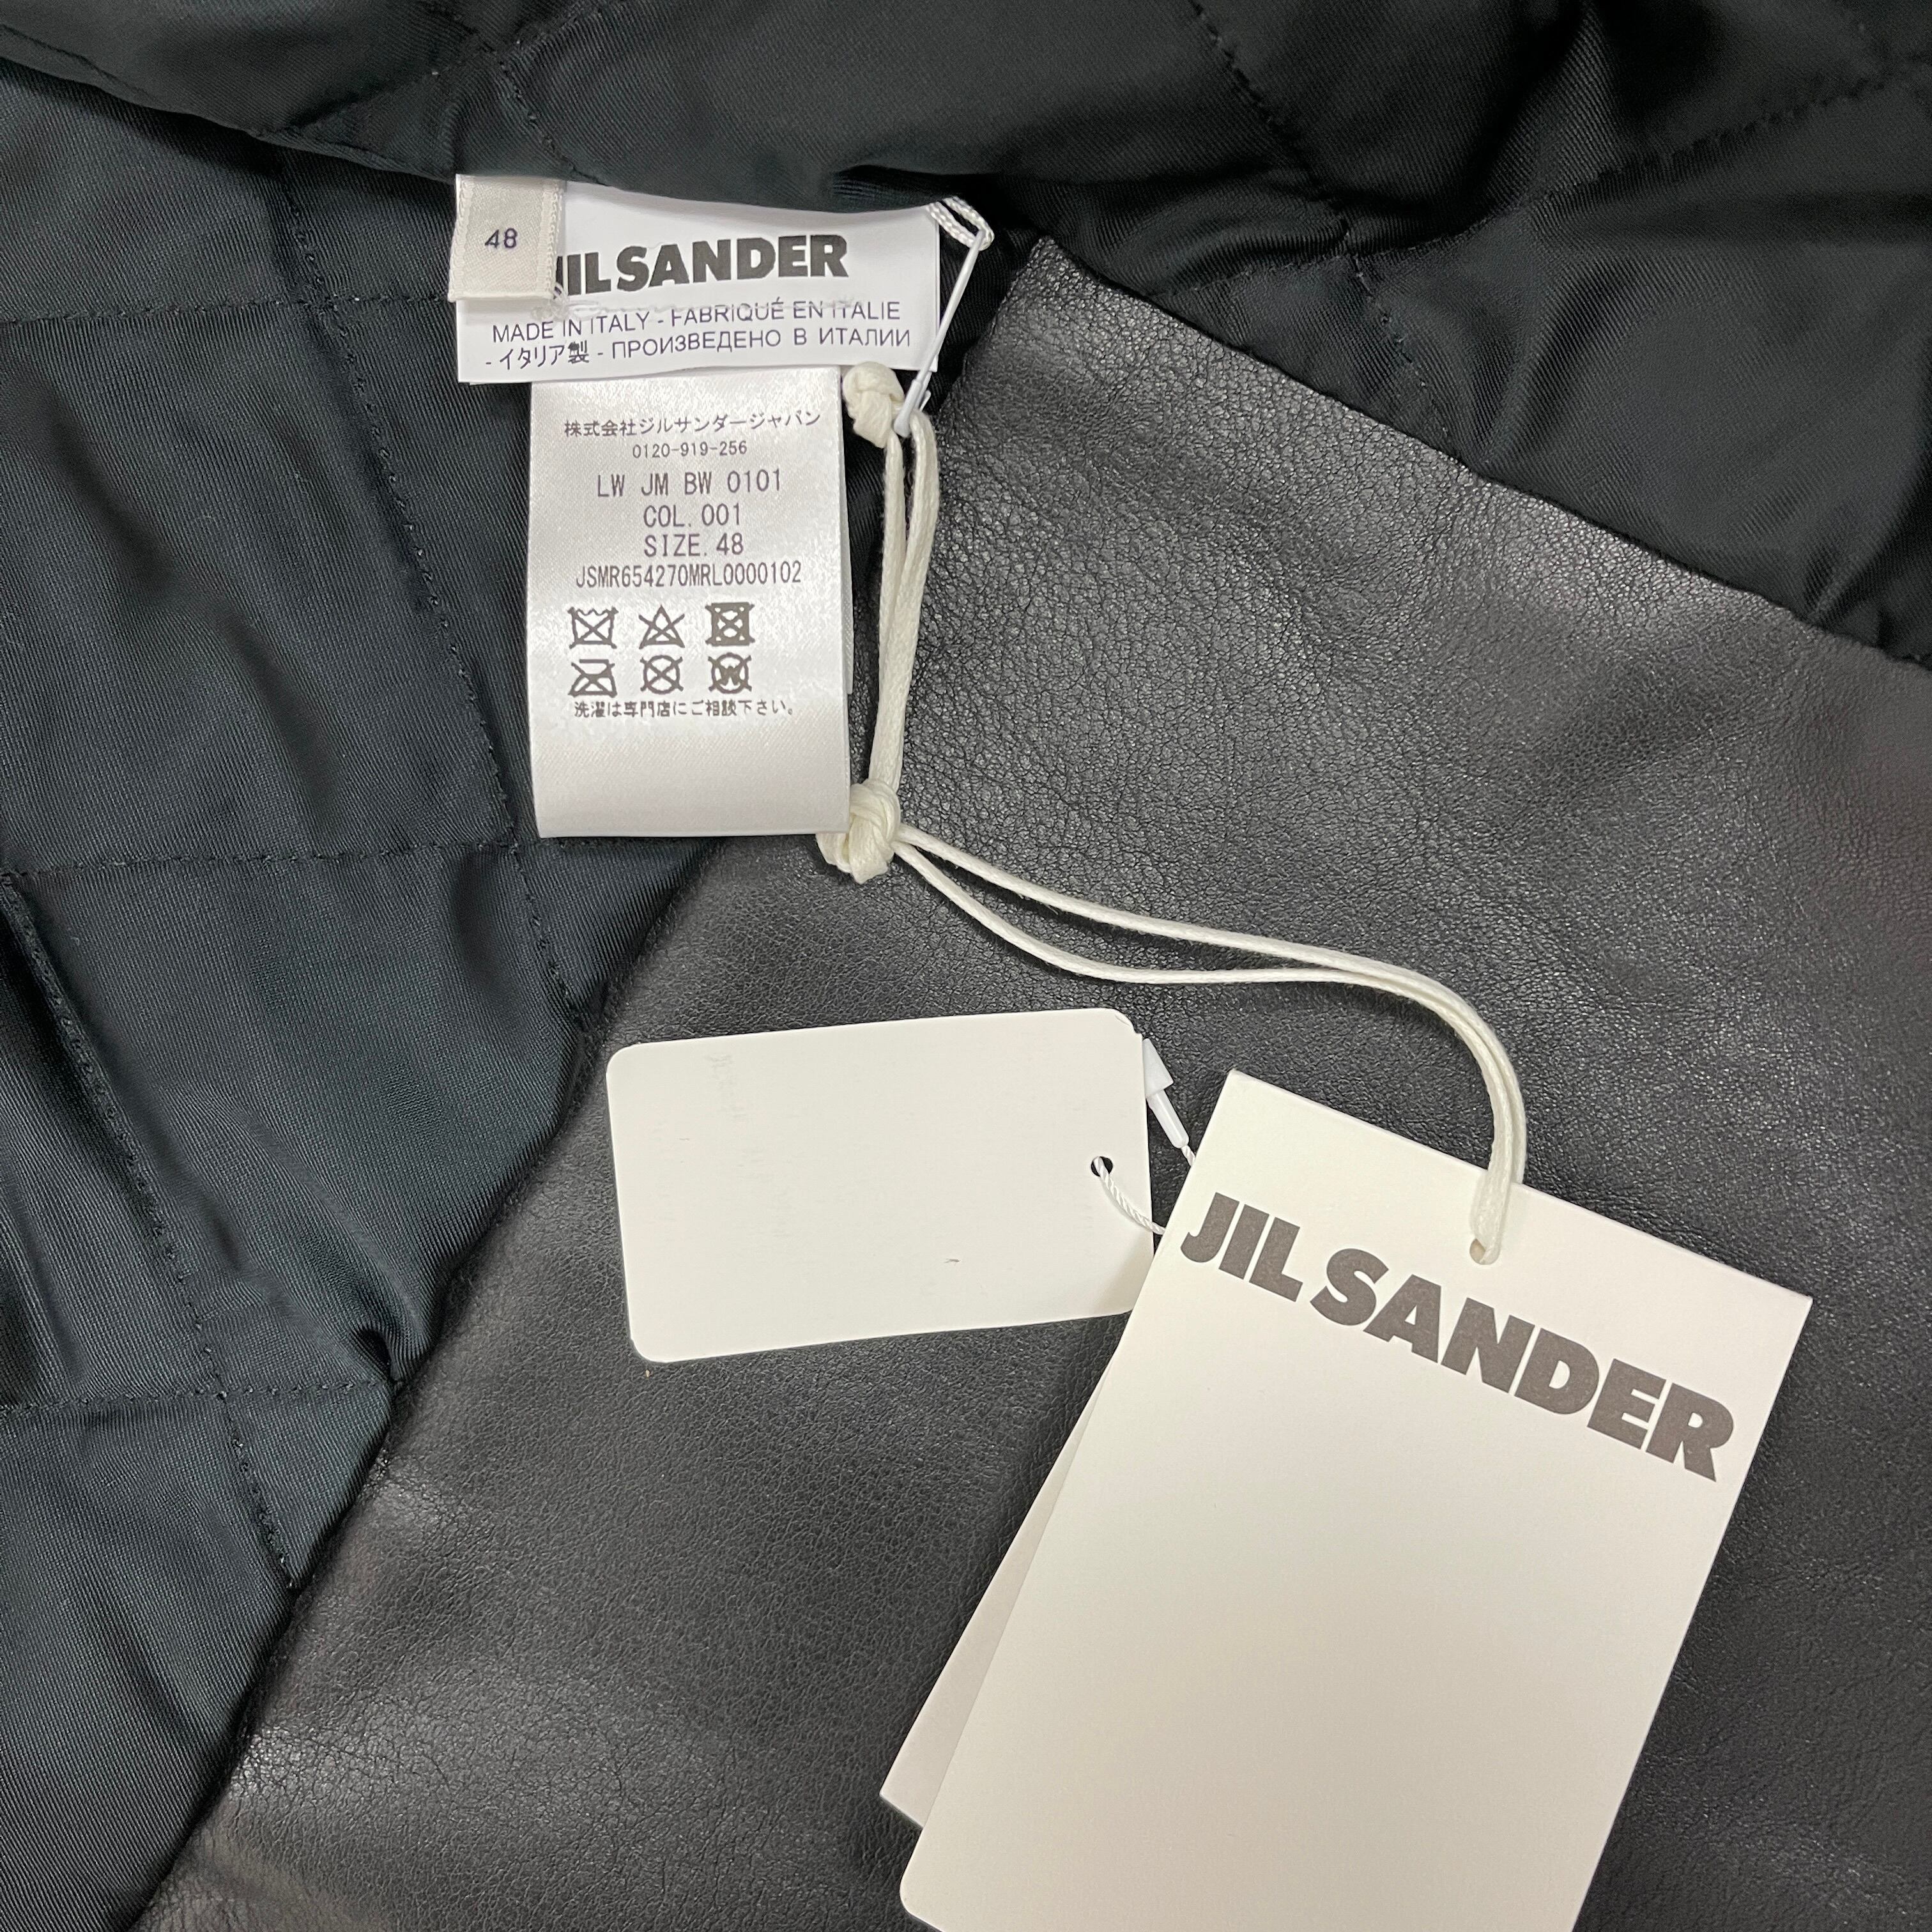 48
JIL SANDER
MADE IN ITALY - FABRIQUÉ EN ITALIE
- イタリア製 - ПРОИЗВЕДЕНО В ИТАЛИИ
株式会社ジルサンダージャパン
0120-919-256
LW JM BW 0101
COL.001
SIZE.48
JSMR654270MRL0000102
W
洗濯は専門店にご相談下さい。
JIL SANDER